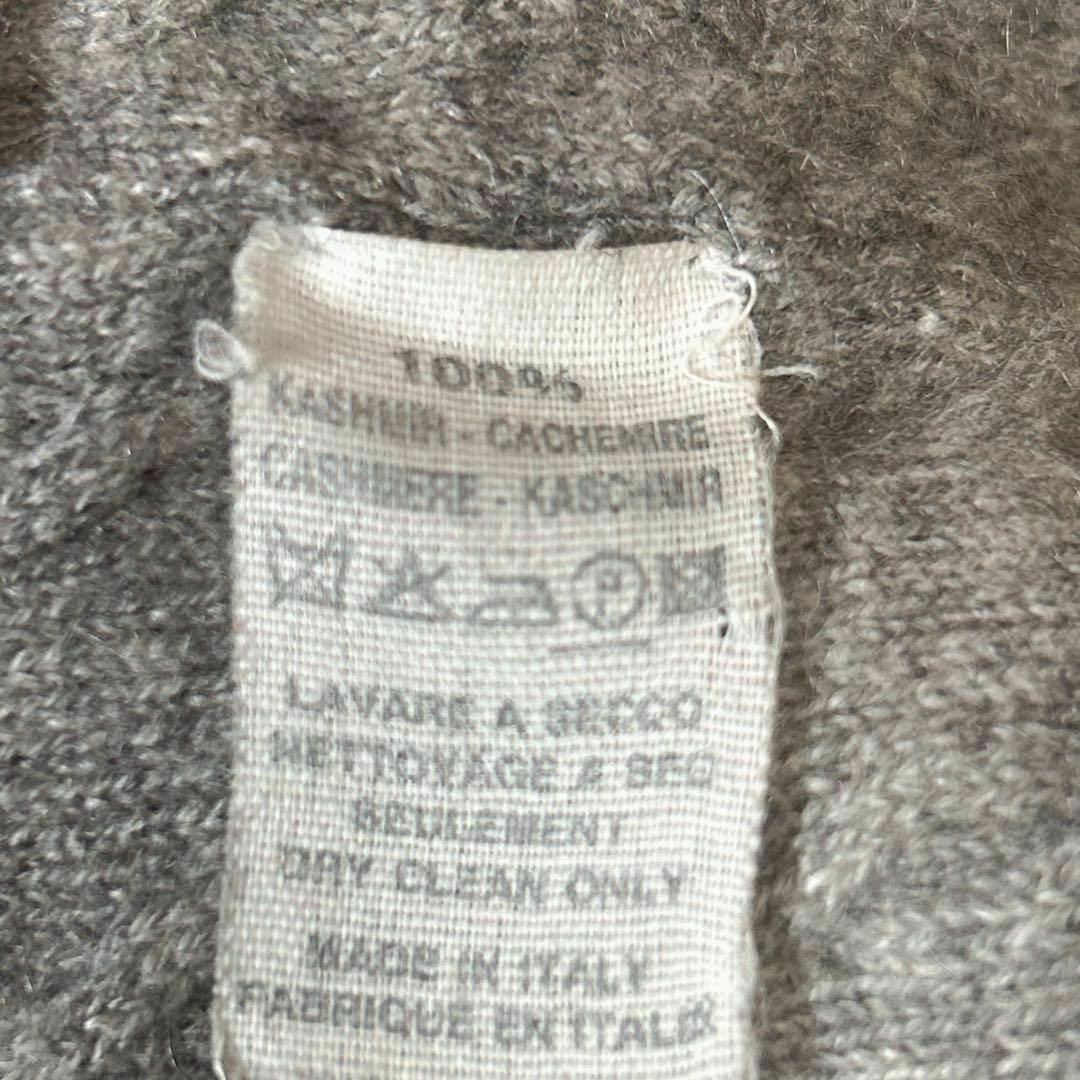 100%
KASHMIR - CACHEMIRE
CASHMERE - KASCHMIR
P
LAVARE A SECCO
NETTOYAGE A SEC
SEULEMENT
DRY CLEAN ONLY
MADE IN ITALY
FABRIQUE EN ITALIE